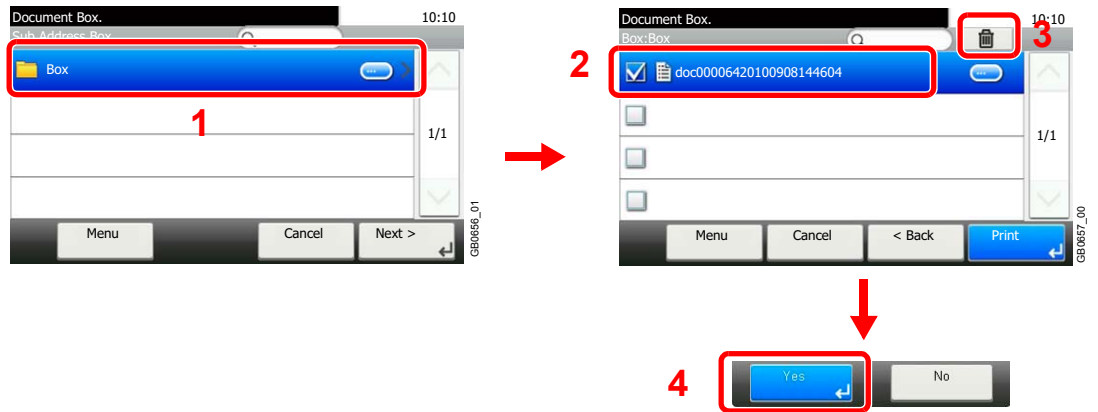 Document Box.
10:10
Sub Address Box
Box
1
1/1
Menu
Cancel
Next >
GB0656_01
Document Box.
10:10
Box:Box
3
2
doc00006420100908144604
1/1
Menu
Cancel
< Back
Print
GB0657_00
4
Yes
No